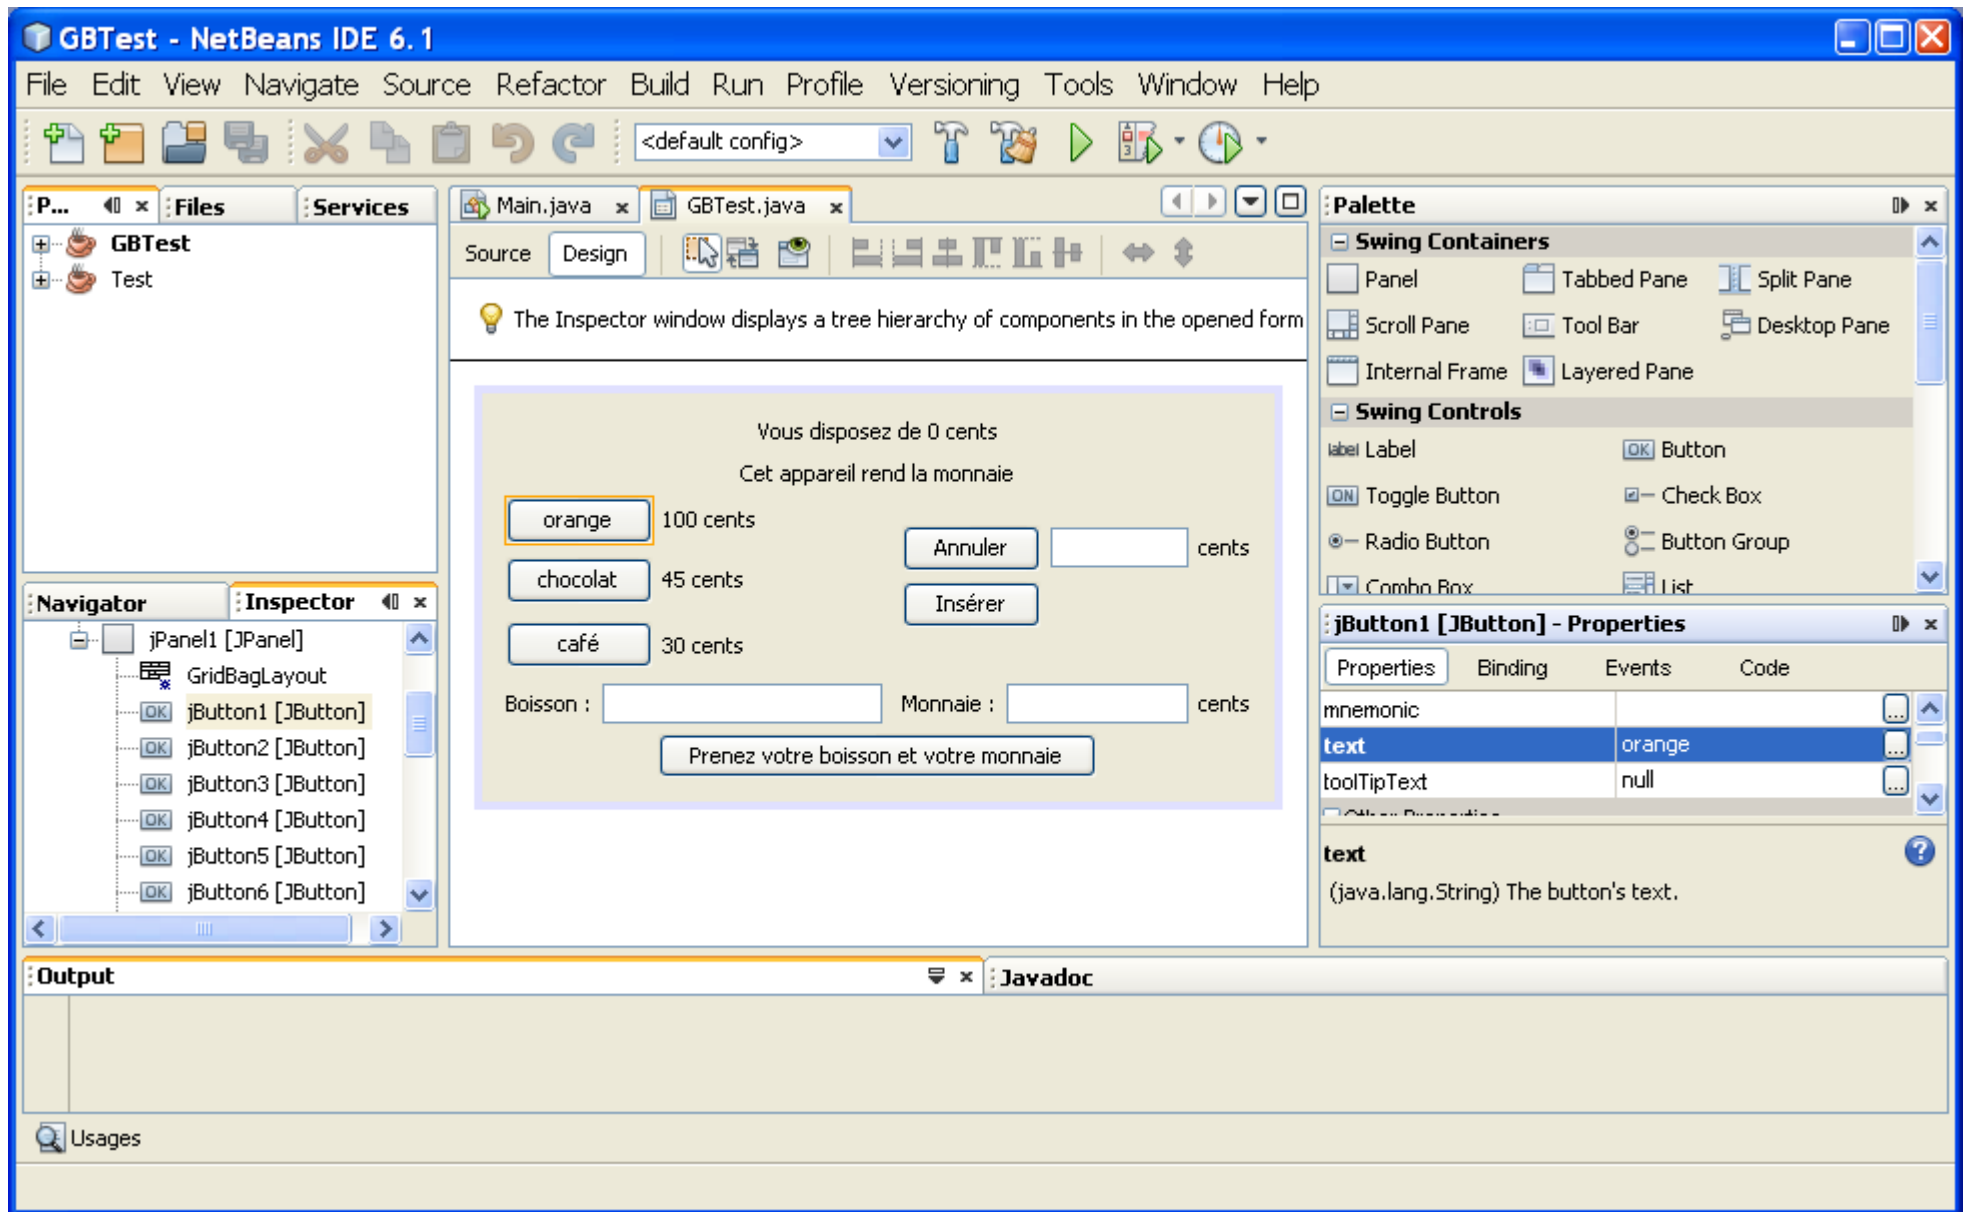 GBTest - NetBeans IDE 6.1
File Edit View Navigate Source Refactor Build Run Profile Versioning Tools Window Help
<default config>
P... Files Services
GBTest
Test
Navigator Inspector
jPanel1 [JPanel]
GridBagLayout
OK jButton1 [JButton]
OK jButton2 [JButton]
OK jButton3 [JButton]
OK jButton4 [JButton]
OK jButton5 [JButton]
OK jButton6 [JButton]
Main.java GBTest.java
Source Design
The Inspector window displays a tree hierarchy of components in the opened form
Vous disposez de 0 cents
Cet appareil rend la monnaie
orange 100 cents
Annuler cents
chocolat 45 cents
Insérer
café 30 cents
Boisson : Monnaie : cents
Prenez votre boisson et votre monnaie
Palette
Swing Containers
Panel Tabbed Pane Split Pane
Scroll Pane Tool Bar Desktop Pane
Internal Frame Layered Pane
Swing Controls
label Label OK Button
ON Toggle Button Check Box
Radio Button Button Group
Combo Box List
jButton1 [JButton] - Properties
Properties Binding Events Code
mnemonic ...
text orange ...
toolTipText null ...
Other Properties
text
(java.lang.String) The button's text.
Output Javadoc
Usages